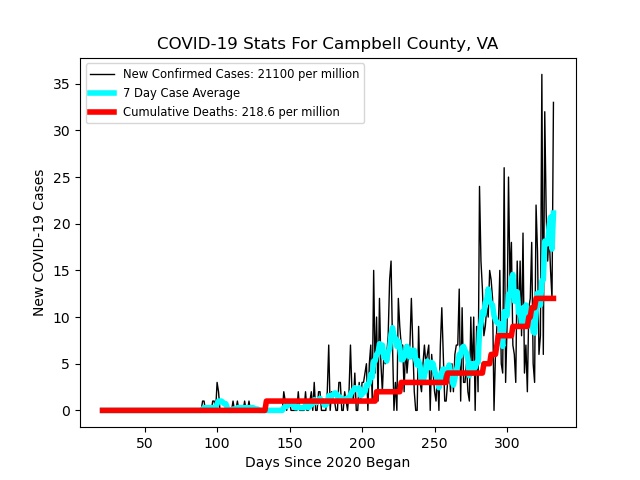 COVID-19 Stats For Campbell County, VA
New Confirmed Cases: 21100 per million
7 Day Case Average
Cumulative Deaths: 218.6 per million
35
30
25
20
15
10
5
0
New COVID-19 Cases
50
100
150
200
250
300
Days Since 2020 Began